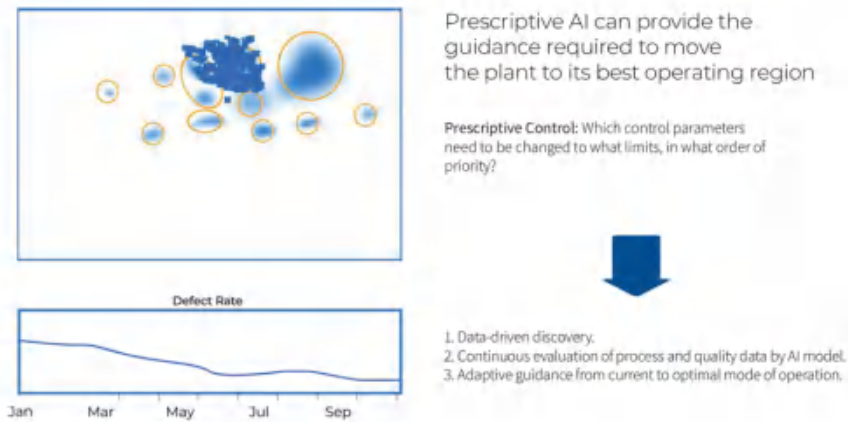 Prescriptive AI can provide the
guidance required to move
the plant to its best operating region
Prescriptive Control: Which control parameters
need to be changed to what limits, in what order of
priority?
Defect Rate
Jan Mar May Jul Sep
1. Data-driven discovery.
2. Continuous evaluation of process and quality data by AI model.
3. Adaptive guidance from current to optimal mode of operation.